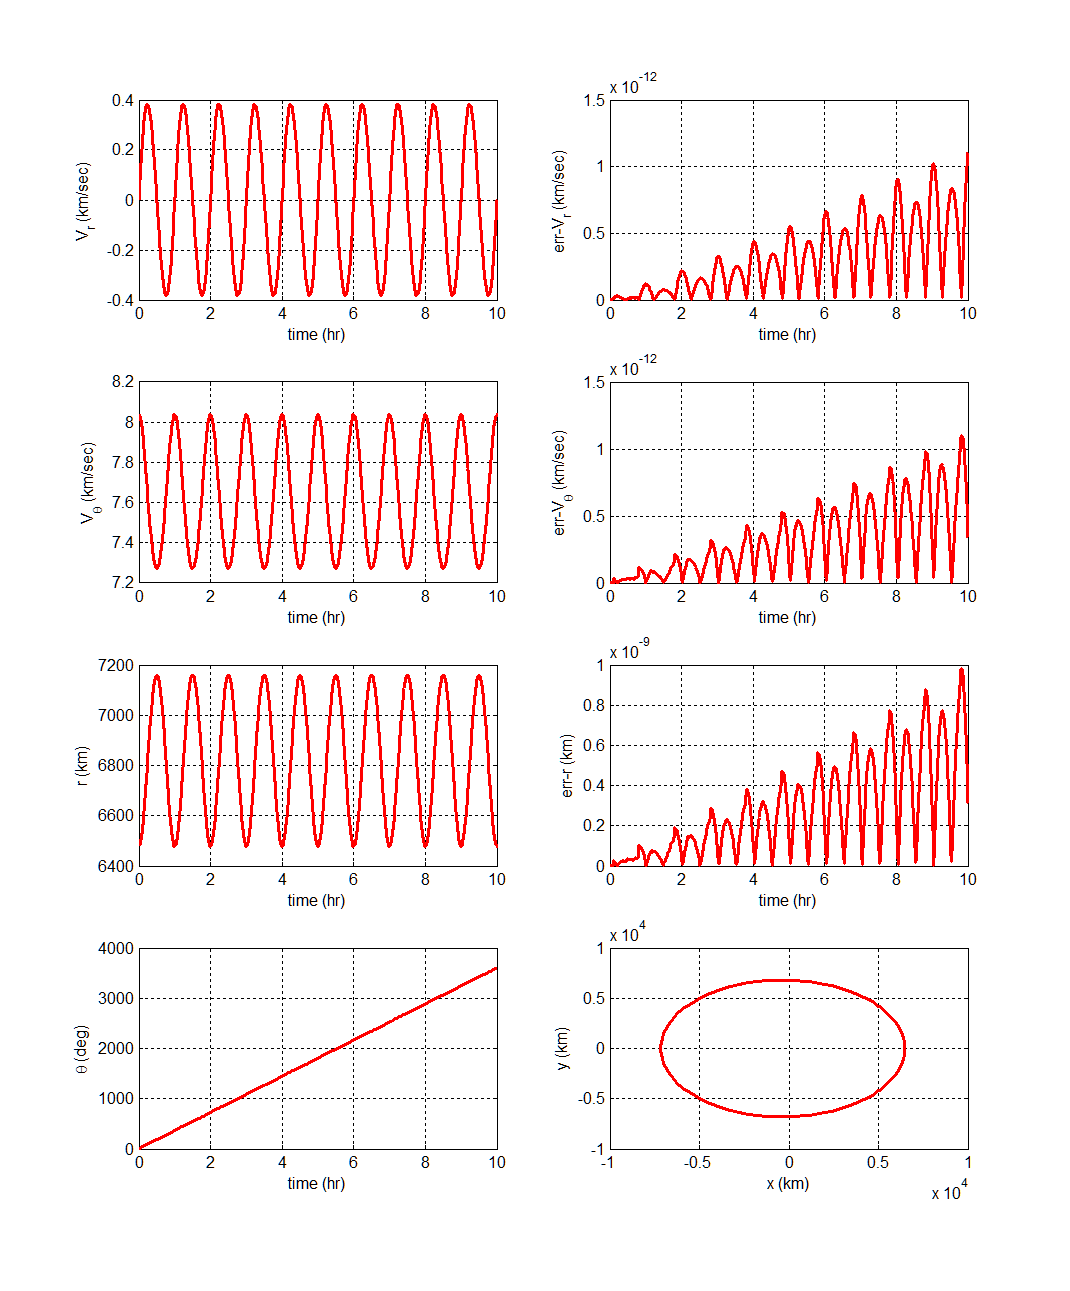 x 10^-12
0.4
0.2
0
-0.2
-0.4
V_r (km/sec)
0 2 4 6 8 10
time (hr)
1.5
1
0.5
0
err-V_r (km/sec)
0 2 4 6 8 10
time (hr)
x 10^-12
8.2
8
7.8
7.6
7.4
7.2
V_θ (km/sec)
0 2 4 6 8 10
time (hr)
1.5
1
0.5
0
err-V_θ (km/sec)
0 2 4 6 8 10
time (hr)
x 10^-9
7200
7000
6800
6600
6400
r (km)
0 2 4 6 8 10
time (hr)
1
0.8
0.6
0.4
0.2
0
err-r (km)
0 2 4 6 8 10
time (hr)
x 10^4
4000
3000
2000
1000
0
θ (deg)
0 2 4 6 8 10
time (hr)
1
0.5
0
-0.5
-1
y (km)
-1 -0.5 0 0.5 1
x (km)
x 10^4